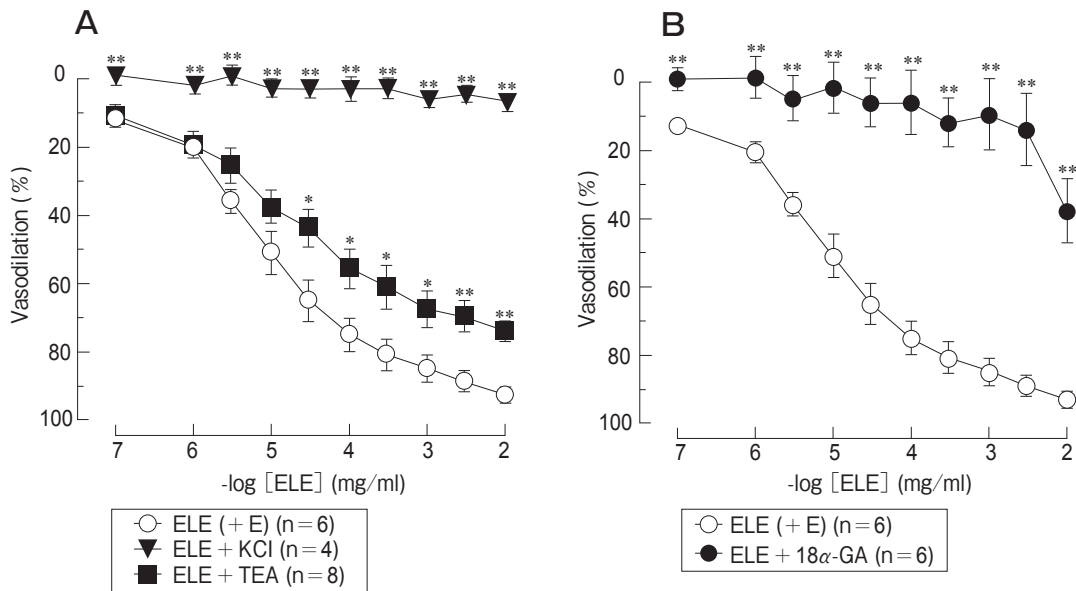 A
** ** ** ** ** ** ** ** ** **
0
20
40
60
80
100
Vasodilation (%)
* * * * ** **
7 6 5 4 3 2
-log [ELE] (mg/ml)
ELE (+E) (n=6)
ELE + KCl (n=4)
ELE + TEA (n=8)
B
** ** ** ** ** ** ** ** ** **
0
20
40
60
80
100
Vasodilation (%)
7 6 5 4 3 2
-log [ELE] (mg/ml)
ELE (+E) (n=6)
ELE + 18α-GA (n=6)